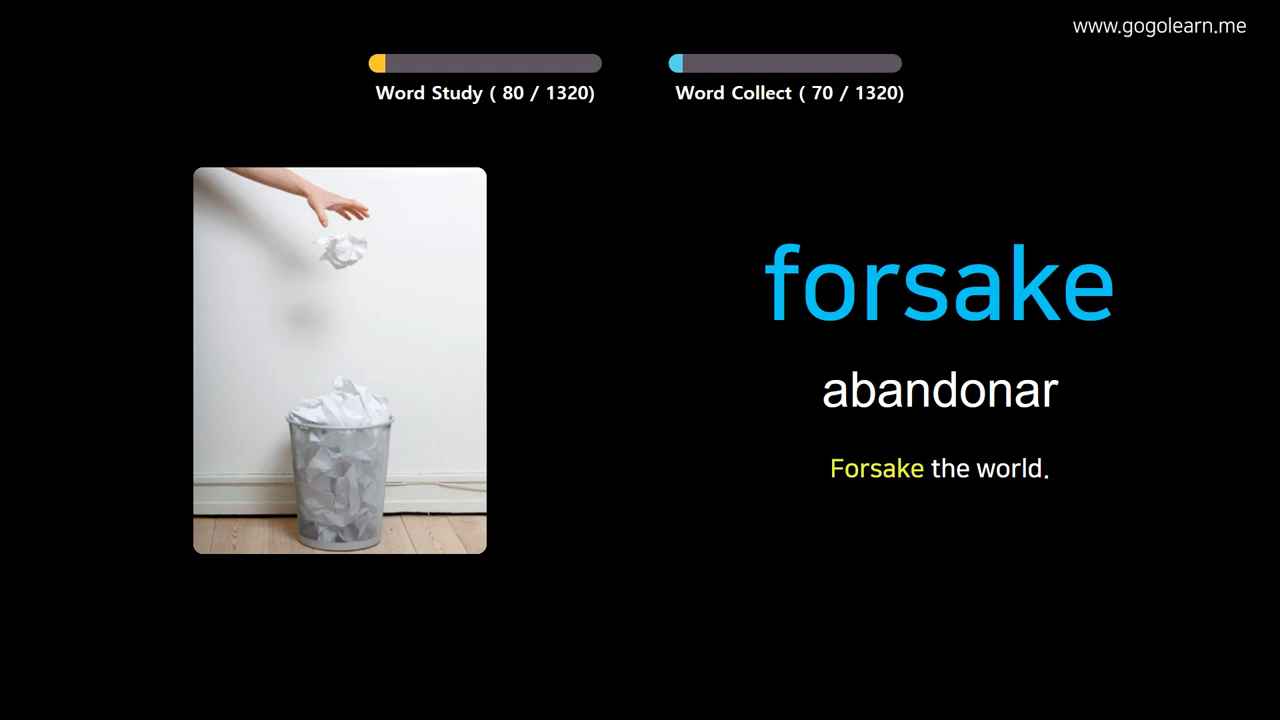 www.gogolearn.me
Word Study ( 80 / 1320)
Word Collect ( 70 / 1320)
forsake
abandonar
Forsake the world.